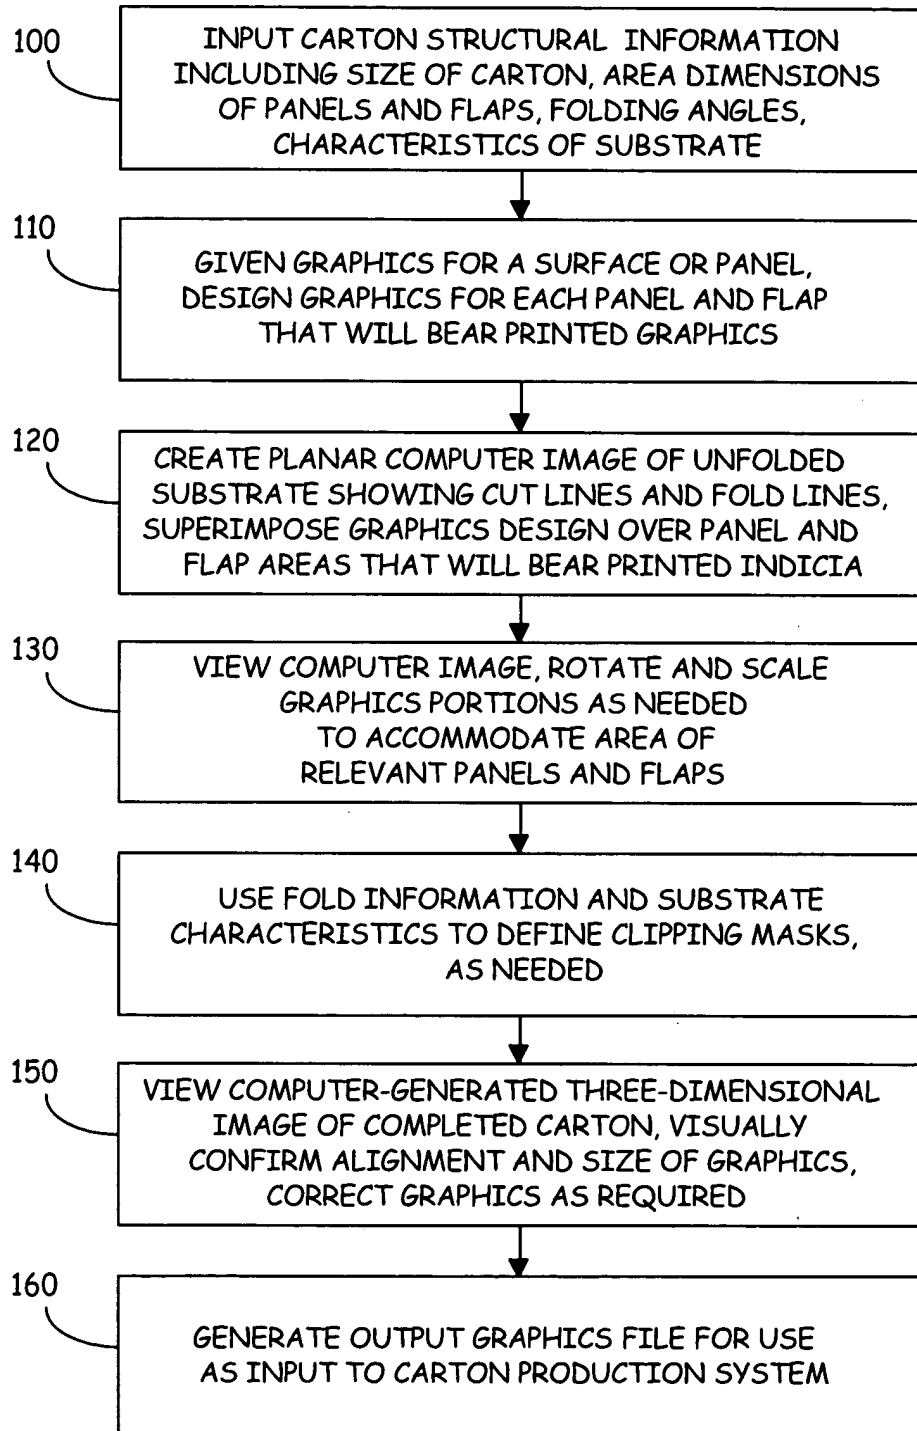 100
INPUT CARTON STRUCTURAL INFORMATION
INCLUDING SIZE OF CARTON, AREA DIMENSIONS
OF PANELS AND FLAPS, FOLDING ANGLES,
CHARACTERISTICS OF SUBSTRATE
110
GIVEN GRAPHICS FOR A SURFACE OR PANEL,
DESIGN GRAPHICS FOR EACH PANEL AND FLAP
THAT WILL BEAR PRINTED GRAPHICS
120
CREATE PLANAR COMPUTER IMAGE OF UNFOLDED
SUBSTRATE SHOWING CUT LINES AND FOLD LINES,
SUPERIMPOSE GRAPHICS DESIGN OVER PANEL AND
FLAP AREAS THAT WILL BEAR PRINTED INDICIA
130
VIEW COMPUTER IMAGE, ROTATE AND SCALE
GRAPHICS PORTIONS AS NEEDED
TO ACCOMMODATE AREA OF
RELEVANT PANELS AND FLAPS
140
USE FOLD INFORMATION AND SUBSTRATE
CHARACTERISTICS TO DEFINE CLIPPING MASKS,
AS NEEDED
150
VIEW COMPUTER-GENERATED THREE-DIMENSIONAL
IMAGE OF COMPLETED CARTON, VISUALLY
CONFIRM ALIGNMENT AND SIZE OF GRAPHICS,
CORRECT GRAPHICS AS REQUIRED
160
GENERATE OUTPUT GRAPHICS FILE FOR USE
AS INPUT TO CARTON PRODUCTION SYSTEM